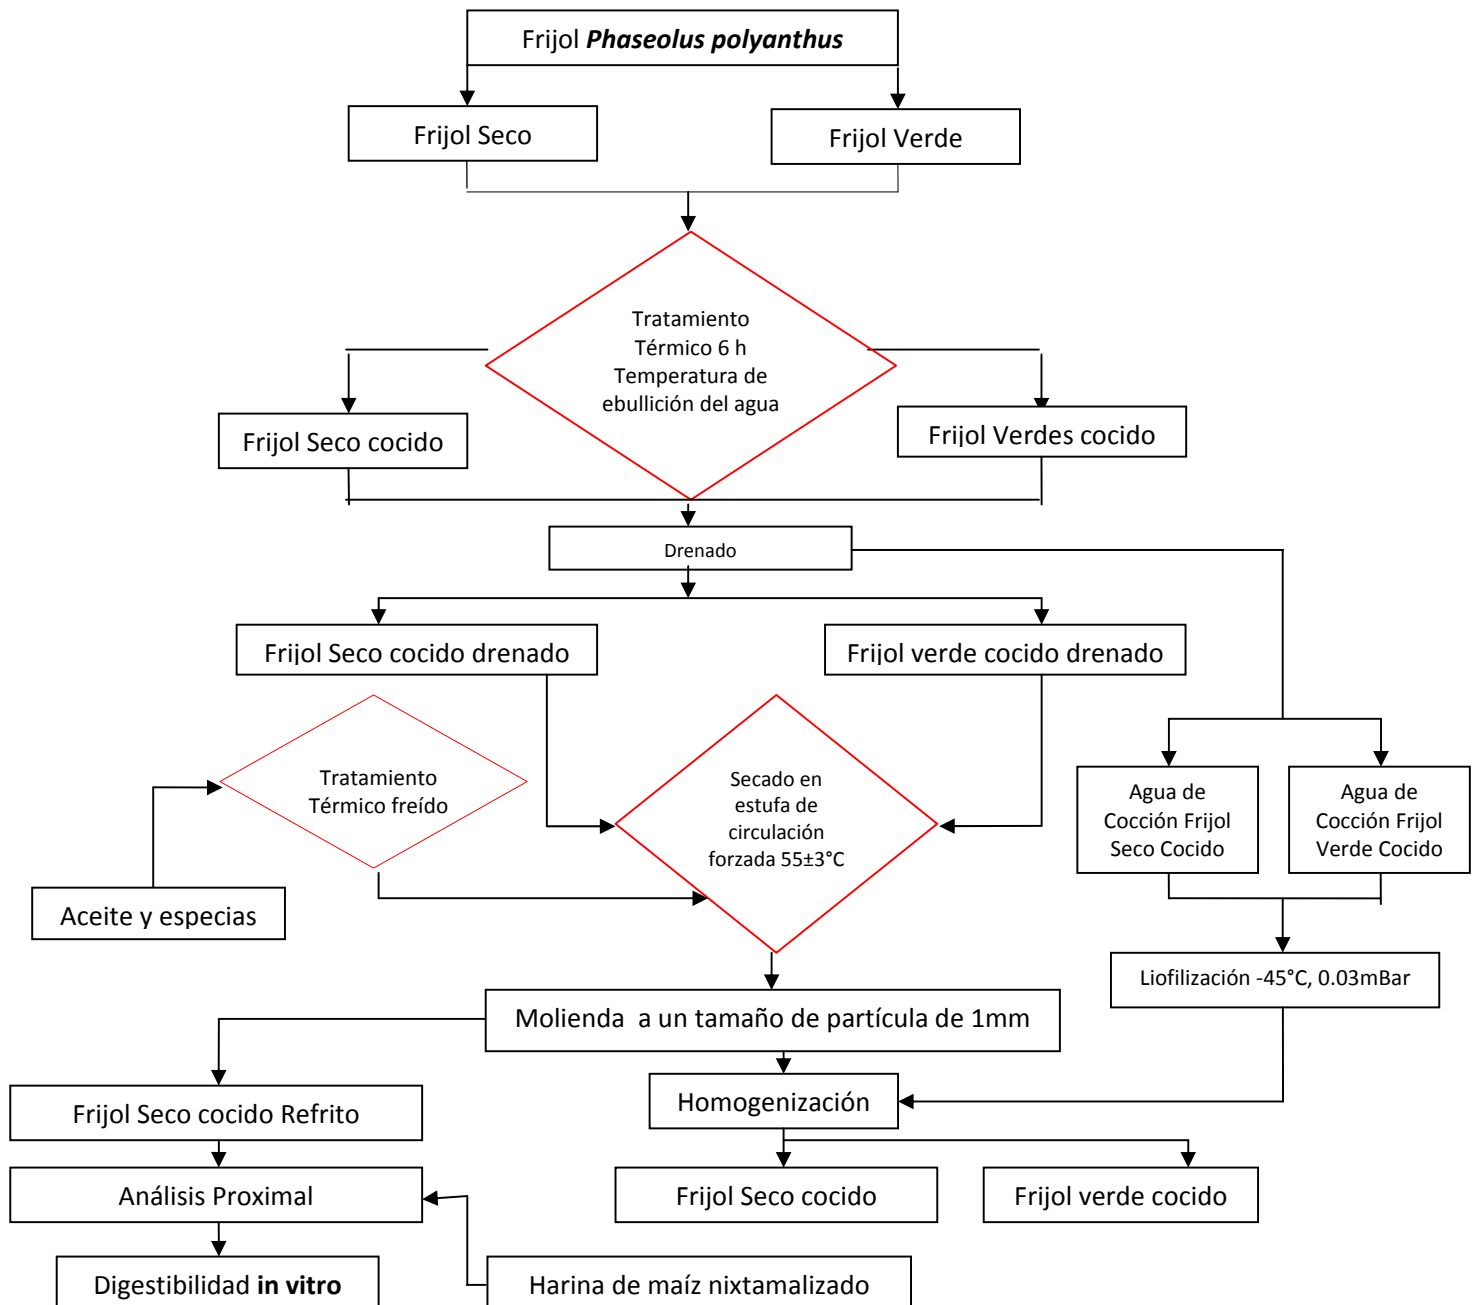 Frijol Phaseolus polyanthus
Frijol Seco
Frijol Verde
Tratamiento
Térmico 6 h
Temperatura de
ebullición del agua
Frijol Seco cocido
Frijol Verdes cocido
Drenado
Frijol Seco cocido drenado
Frijol verde cocido drenado
Tratamiento
Térmico freído
Secado en
estufa de
circulación
forzada 55±3°C
Agua de
Cocción Frijol
Seco Cocido
Agua de
Cocción Frijol
Verde Cocido
Aceite y especias
Liofilización -45°C, 0.03mBar
Molienda a un tamaño de partícula de 1mm
Frijol Seco cocido Refrito
Homogenización
Análisis Proximal
Frijol Seco cocido
Frijol verde cocido
Digestibilidad in vitro
Harina de maíz nixtamalizado